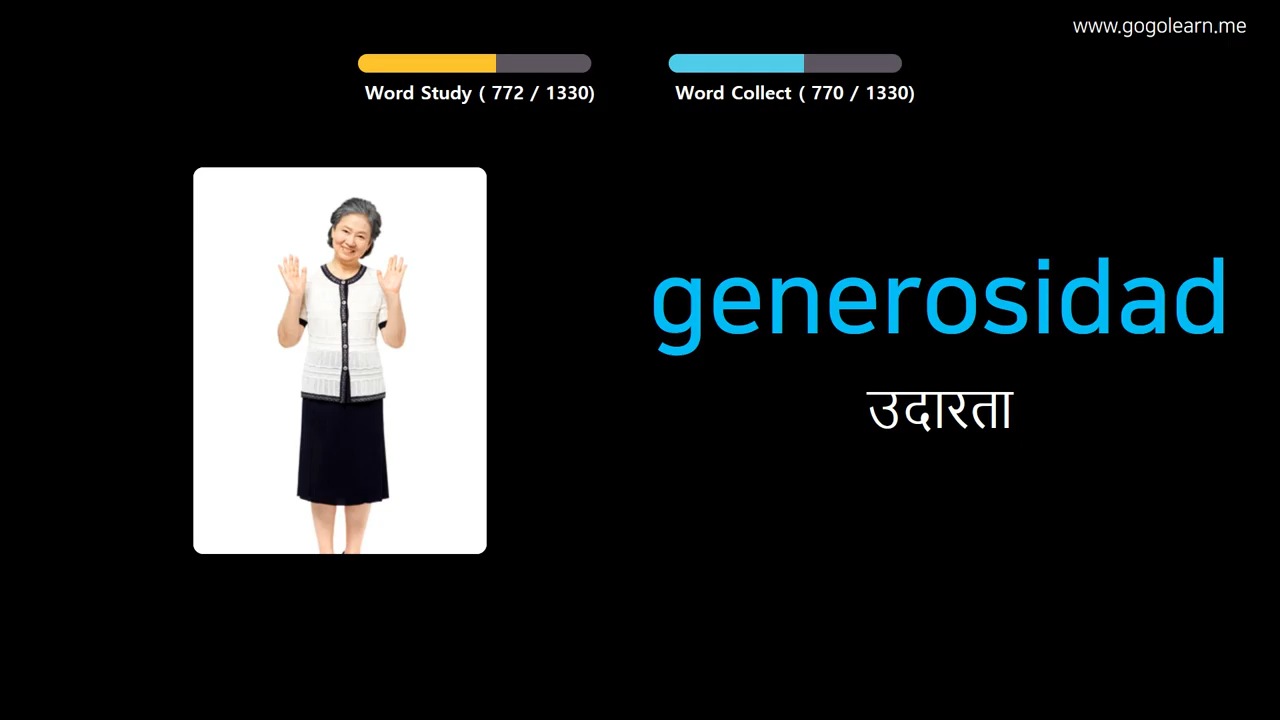 www.gogolearn.me
Word Study ( 772 / 1330)
Word Collect ( 770 / 1330)
generosidad
उदारता